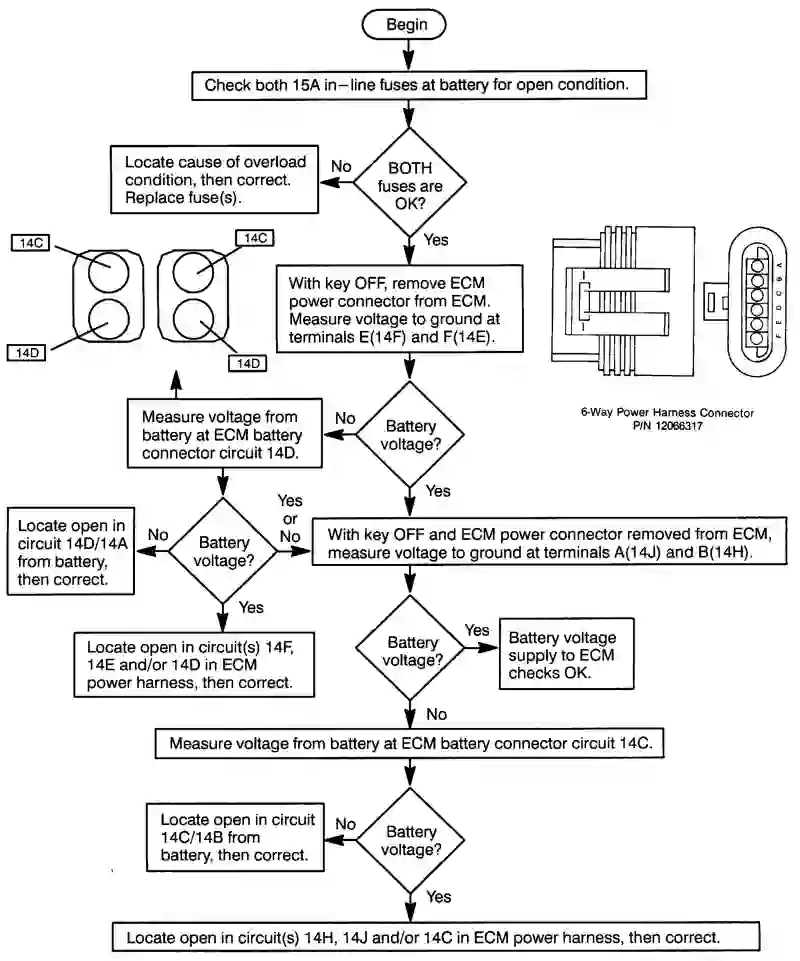 Begin
Check both 15A in-line fuses at battery for open condition.
BOTH
fuses are
OK?
No
Locate cause of overload
condition, then correct.
Replace fuse(s).
Yes
With key OFF, remove ECM
power connector from ECM.
Measure voltage to ground at
terminals E(14F) and F(14E).
14C
14C
14D
14D
A
B
C
D
E
F
6-Way Power Harness Connector
P/N 12066317
Battery
voltage?
No
Measure voltage from
battery at ECM battery
connector circuit 14D.
Yes
Battery
voltage?
No
Locate open in
circuit 14D/14A
from battery,
then correct.
Yes
or
No
Yes
Locate open in circuit(s) 14F,
14E and/or 14D in ECM
power harness, then correct.
With key OFF and ECM power connector removed from ECM,
measure voltage to ground at terminals A(14J) and B(14H).
Battery
voltage?
Yes
Battery voltage
supply to ECM
checks OK.
No
Measure voltage from battery at ECM battery connector circuit 14C.
Battery
voltage?
No
Locate open in circuit
14C/14B from
battery, then correct.
Yes
Locate open in circuit(s) 14H, 14J and/or 14C in ECM power harness, then correct.